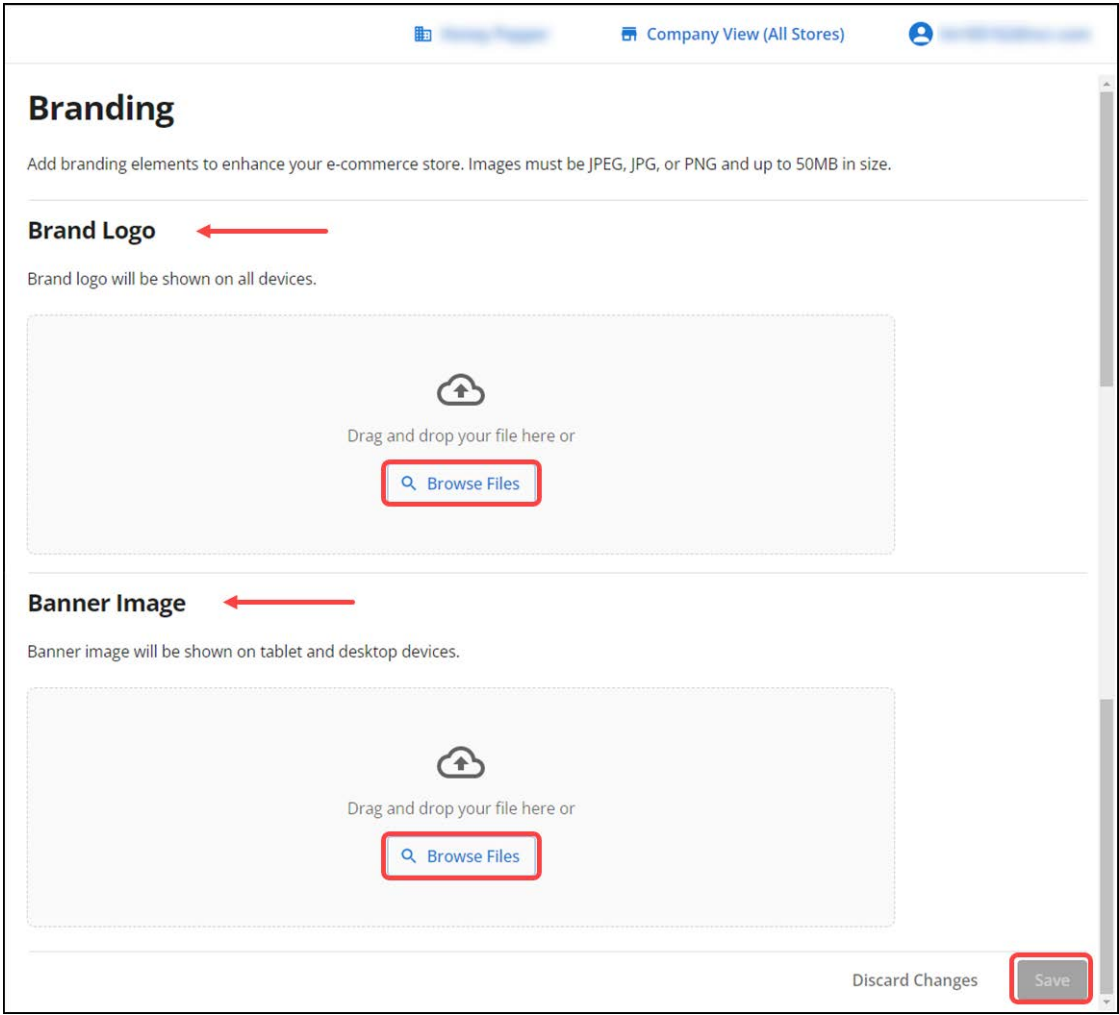 Company View (All Stores)
Branding
Add branding elements to enhance your e-commerce store. Images must be JPEG, JPG, or PNG and up to 50MB in size.
Brand Logo
Brand logo will be shown on all devices.
Drag and drop your file here or
Browse Files
Banner Image
Banner image will be shown on tablet and desktop devices.
Drag and drop your file here or
Browse Files
Discard Changes Save